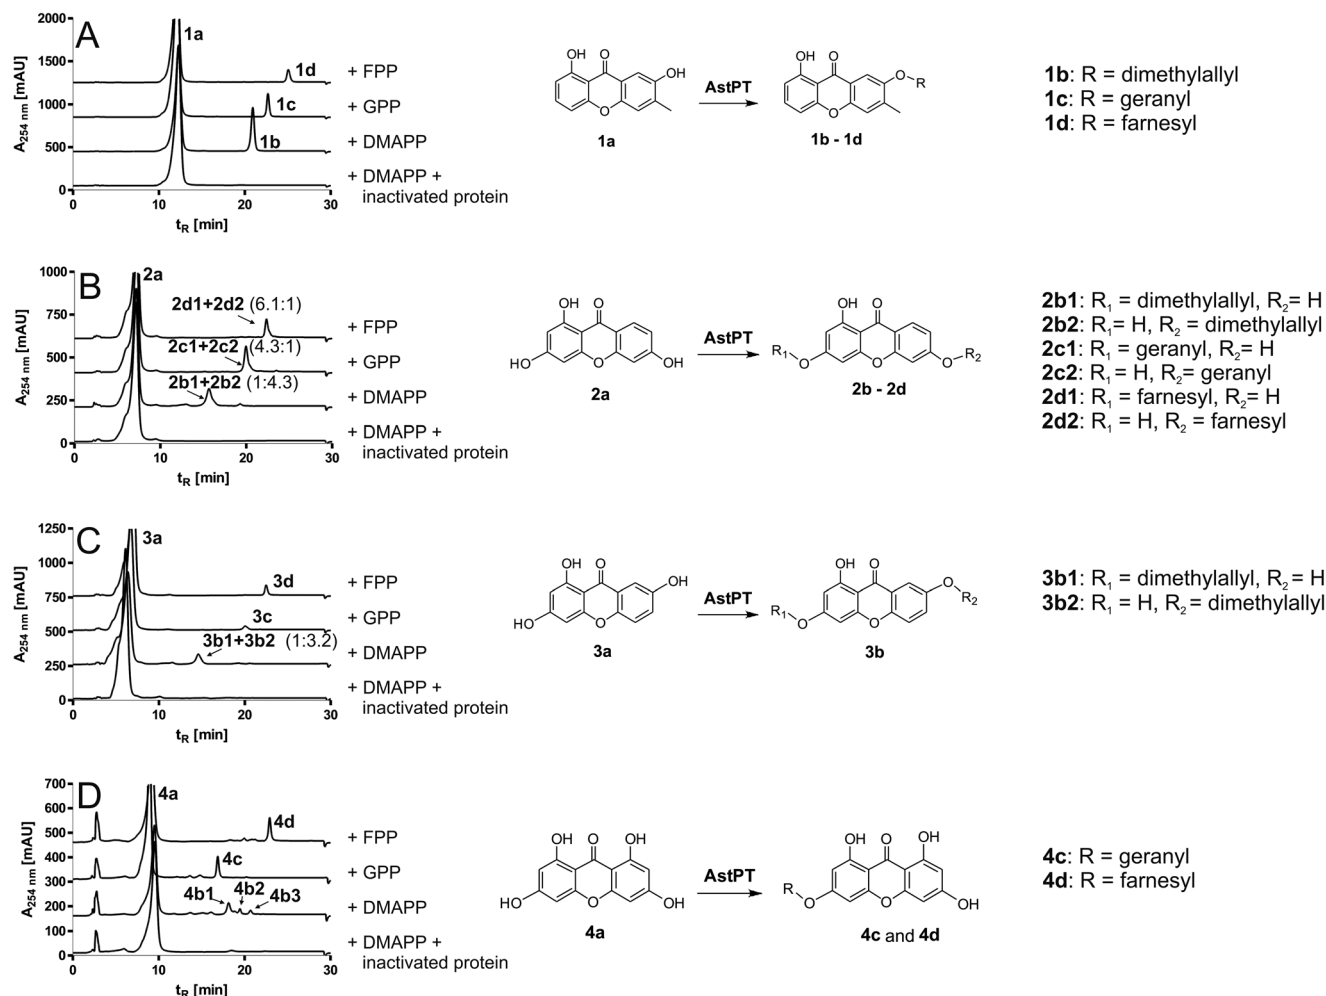 A
A254 nm [mAU]
2000
1500
1000
500
0
1a
1d
1c
1b
+ FPP
+ GPP
+ DMAPP
+ DMAPP +
inactivated protein
0 10 20 30
tR [min]
OH O
OH
O
1a
AstPT
OH O
O R
O
1b - 1d
1b: R = dimethylallyl
1c: R = geranyl
1d: R = farnesyl
B
A254 nm [mAU]
1000
750
500
250
0
2a
2d1+2d2 (6.1:1)
2c1+2c2 (4.3:1)
2b1+2b2 (1:4.3)
+ FPP
+ GPP
+ DMAPP
+ DMAPP +
inactivated protein
0 10 20 30
tR [min]
OH O
HO O OH
2a
AstPT
OH O
R1 O O O R2
2b - 2d
2b1: R1 = dimethylallyl, R2= H
2b2: R1= H, R2 = dimethylallyl
2c1: R1 = geranyl, R2= H
2c2: R1 = H, R2= geranyl
2d1: R1 = farnesyl, R2= H
2d2: R1 = H, R2 = farnesyl
C
A254 nm [mAU]
1250
1000
750
500
250
0
3a
3d
3c
3b1+3b2 (1:3.2)
+ FPP
+ GPP
+ DMAPP
+ DMAPP +
inactivated protein
0 10 20 30
tR [min]
OH O
OH
HO O
3a
AstPT
OH O
O R2
R1 O O
3b
3b1: R1 = dimethylallyl, R2= H
3b2: R1 = H, R2= dimethylallyl
D
A254 nm [mAU]
700
600
500
400
300
200
100
0
4a
4d
4c
4b1
4b2
4b3
+ FPP
+ GPP
+ DMAPP
+ DMAPP +
inactivated protein
0 10 20 30
tR [min]
OH O OH
HO O OH
4a
AstPT
OH O OH
R O O OH
4c and 4d
4c: R = geranyl
4d: R = farnesyl